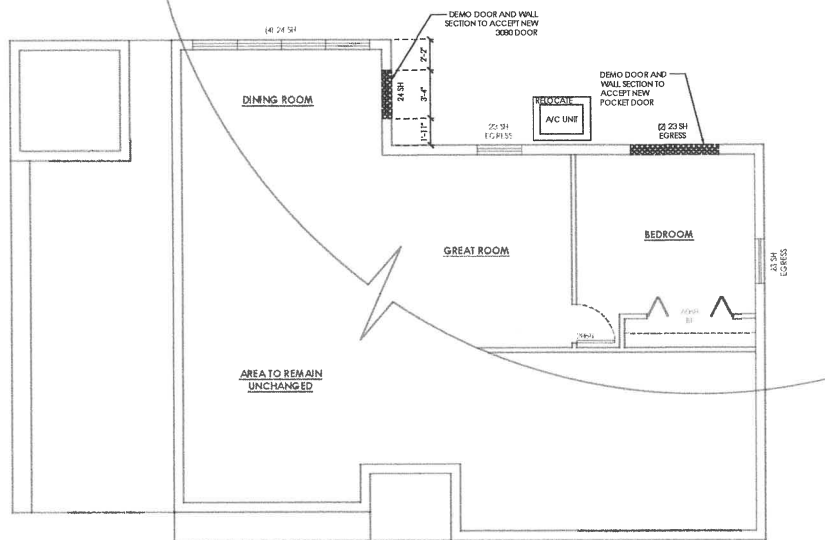 DEMO DOOR AND WALL
SECTION TO ACCEPT NEW
3080 DOOR
(4) 24 SH
2'-2"
24 SH
3'-4"
1'-11"
DINING ROOM
DEMO DOOR AND
WALL SECTION TO
ACCEPT NEW
POCKET DOOR
RELOCATE
A/C UNIT
23 SH
EGRESS
(2) 23 SH
EGRESS
GREAT ROOM
BEDROOM
23 SH
EGRESS
AREA TO REMAIN
UNCHANGED